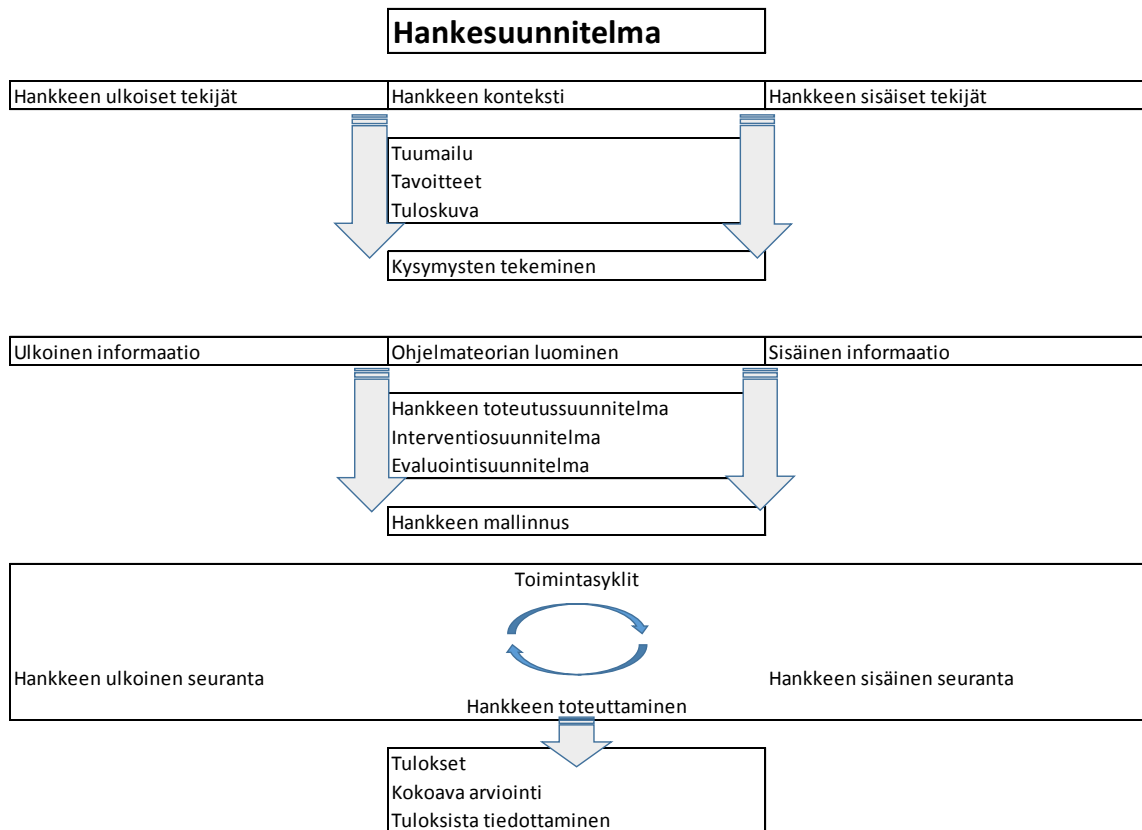 Hankesuunnitelma
Hankkeen ulkoiset tekijät
Hankkeen konteksti
Hankkeen sisäiset tekijät
Tuumailu
Tavoitteet
Tuloskuva
Kysymysten tekeminen
Ulkoinen informaatio
Ohjelmateorian luominen
Sisäinen informaatio
Hankkeen toteutussuunnitelma
Interventiosuunnitelma
Evaluointisuunnitelma
Hankkeen mallinnus
Toimintasyklit
Hankkeen ulkoinen seuranta
Hankkeen sisäinen seuranta
Hankkeen toteuttaminen
Tulokset
Kokoava arviointi
Tuloksista tiedottaminen